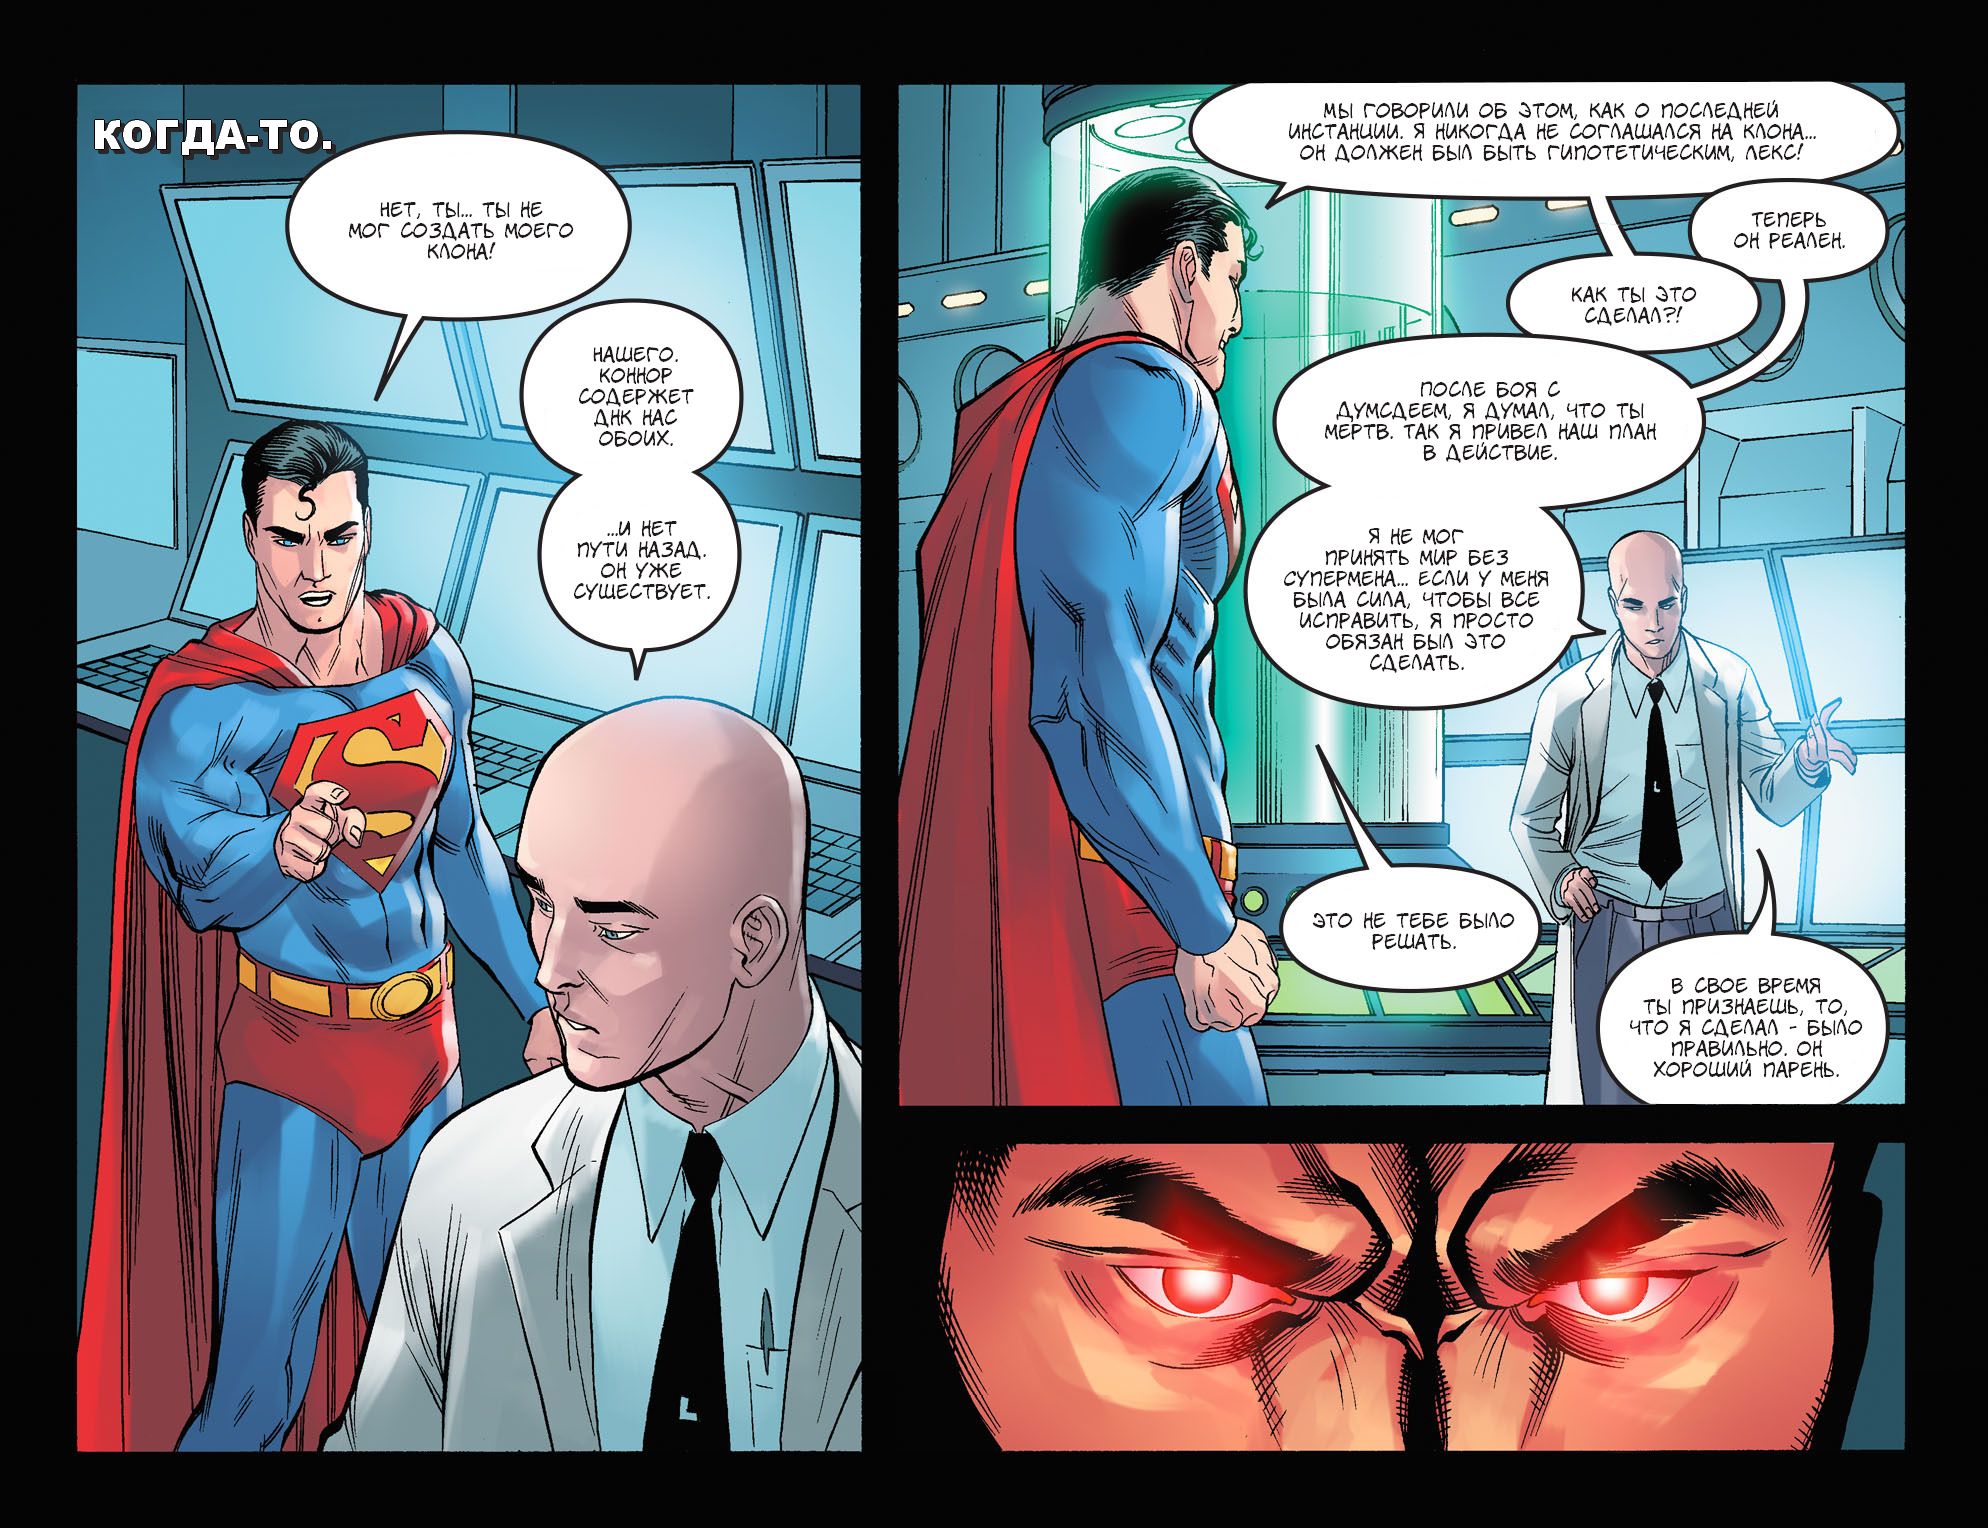 КОГДА-ТО.
НЕТ, ТЫ... ТЫ НЕ
МОГ СОЗДАТЬ МОЕГО
КЛОНА!
НАШЕГО.
КОННОР
СОДЕРЖЕТ
ДНК НАС
ОБОИХ.
...И НЕТ
ПУТИ НАЗАД.
ОН УЖЕ
СУЩЕСТВУЕТ.
L
МЫ ГОВОРИЛИ ОБ ЭТОМ, КАК О ПОСЛЕДНЕЙ
ИНСТАНЦИИ. Я НИКОГДА НЕ СОГЛАШАЛСЯ НА КЛОНА...
ОН ДОЛЖЕН БЫЛ БЫТЬ ГИПОТЕТИЧЕСКИМ, ЛЕКС!
ТЕПЕРЬ
ОН РЕАЛЕН.
КАК ТЫ ЭТО
СДЕЛАЛ?!
ПОСЛЕ БОЯ С
ДУМСДЕЕМ, Я ДУМАЛ, ЧТО ТЫ
МЕРТВ. ТАК Я ПРИВЕЛ НАШ ПЛАН
В ДЕЙСТВИЕ.
Я НЕ МОГ
ПРИНЯТЬ МИР БЕЗ
СУПЕРМЕНА... ЕСЛИ У МЕНЯ
БЫЛА СИЛА, ЧТОБЫ ВСЕ
ИСПРАВИТЬ, Я ПРОСТО
ОБЯЗАН БЫЛ ЭТО
СДЕЛАТЬ.
L
ЭТО НЕ ТЕБЕ БЫЛО
РЕШАТЬ.
В СВОЕ ВРЕМЯ
ТЫ ПРИЗНАЕШЬ, ТО,
ЧТО Я СДЕЛАЛ - БЫЛО
ПРАВИЛЬНО. ОН
ХОРОШИЙ ПАРЕНЬ.